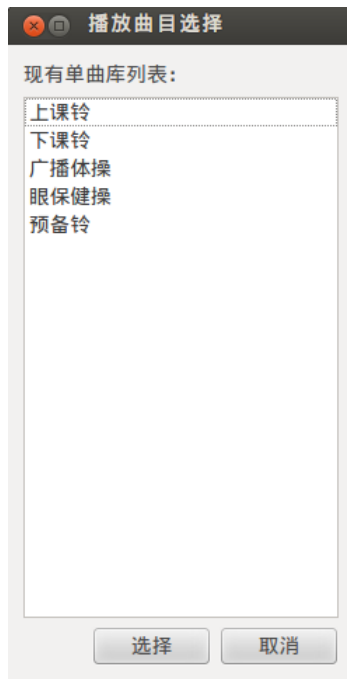 播放曲目选择
现有单曲库列表:
上课铃
下课铃
广播体操
眼保健操
预备铃
选择 取消